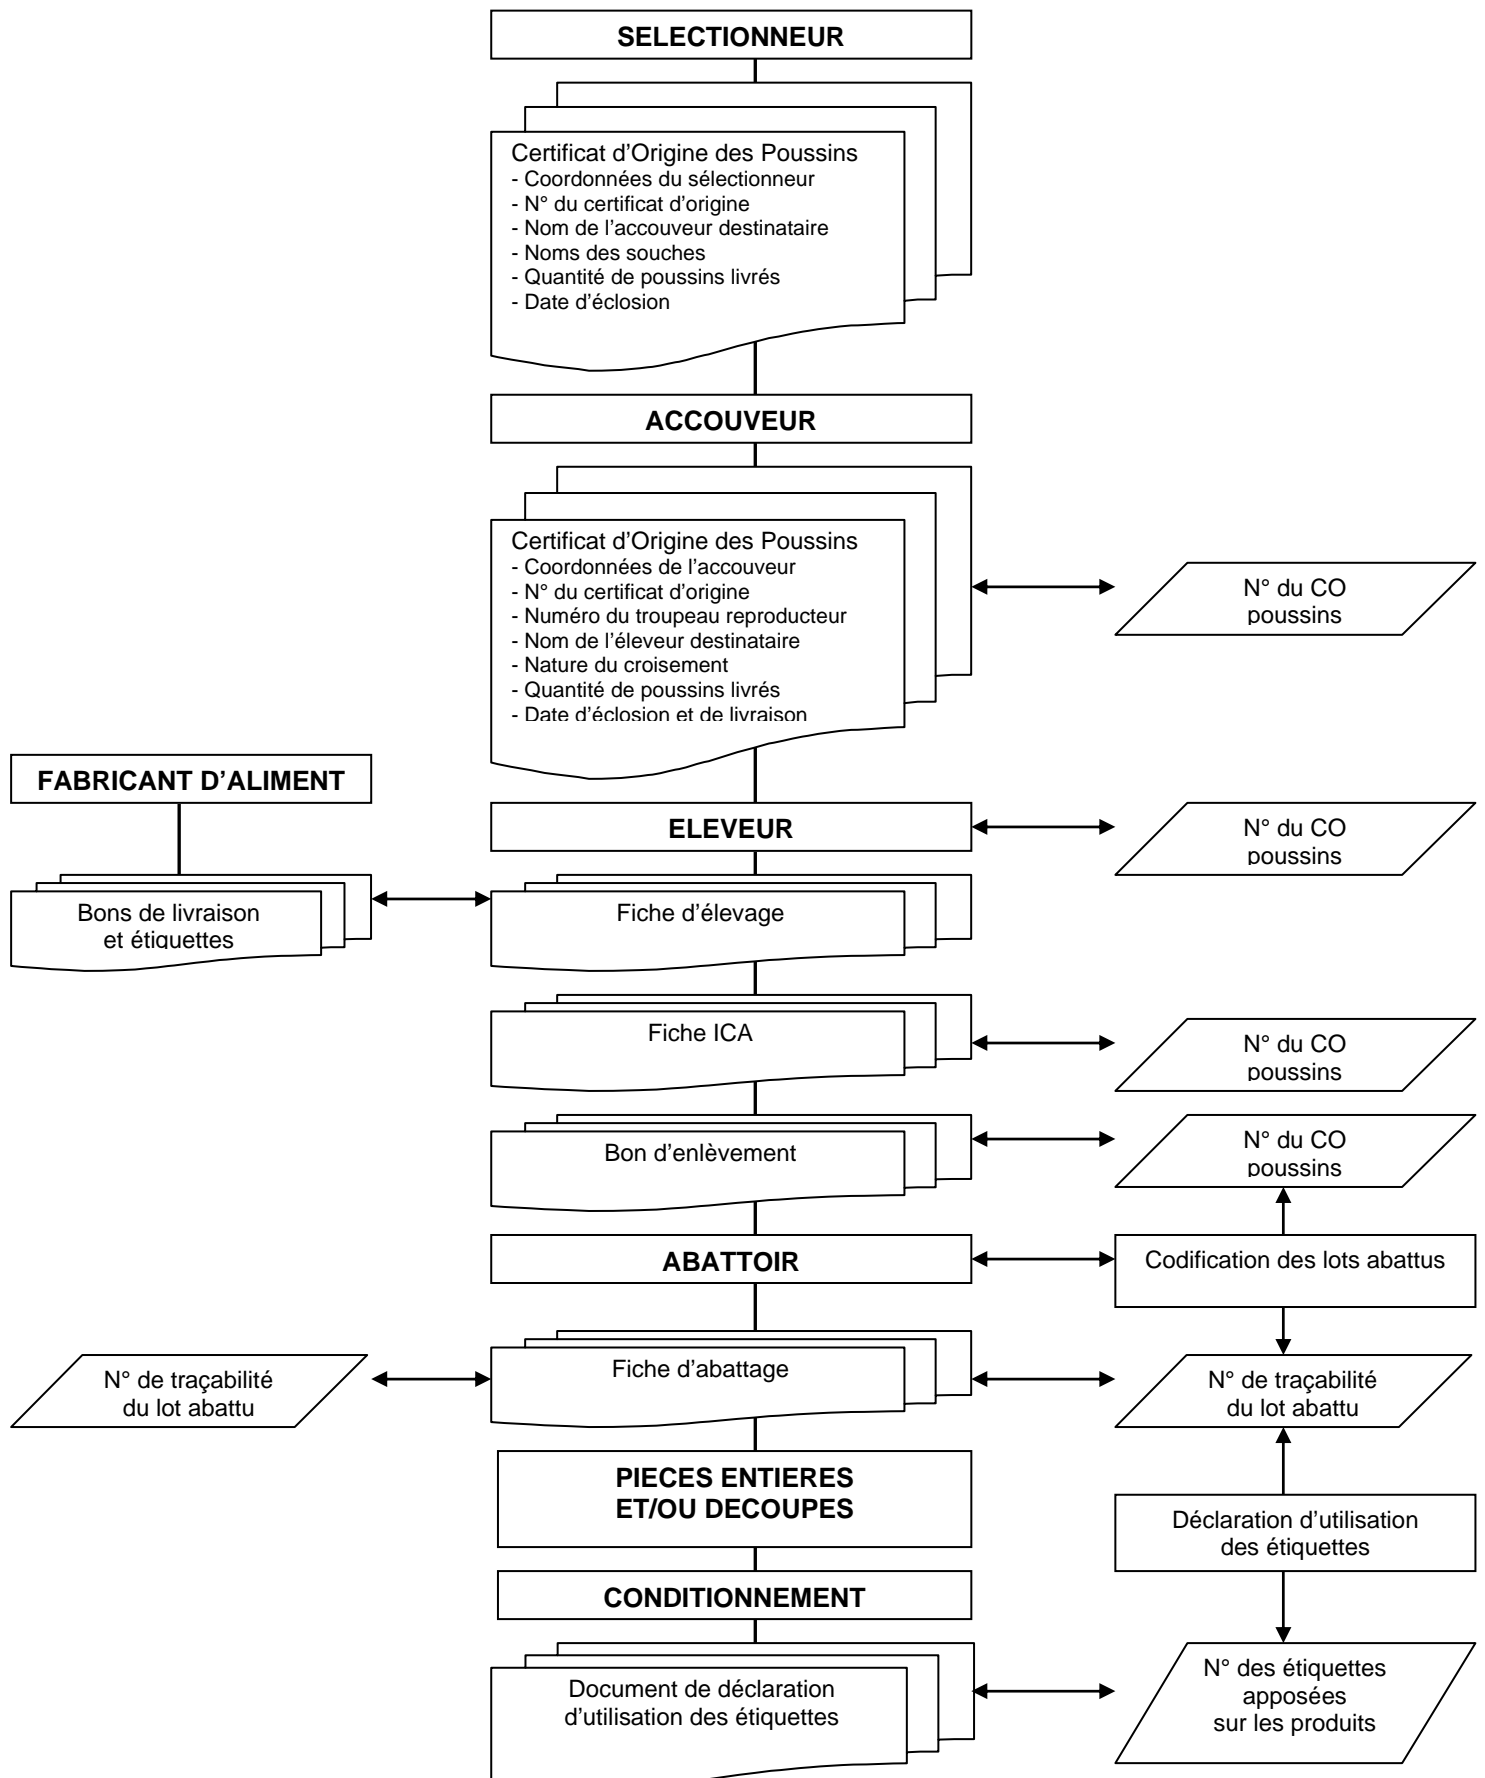 SELECTIONNEUR
Certificat d’Origine des Poussins
- Coordonnées du sélectionneur
- N° du certificat d’origine
- Nom de l’accouveur destinataire
- Noms des souches
- Quantité de poussins livrés
- Date d’éclosion
ACCOUVEUR
Certificat d’Origine des Poussins
- Coordonnées de l’accouveur
- N° du certificat d’origine
- Numéro du troupeau reproducteur
- Nom de l’éleveur destinataire
- Nature du croisement
- Quantité de poussins livrés
- Date d’éclosion et de livraison
N° du CO
poussins
FABRICANT D’ALIMENT
ELEVEUR
N° du CO
poussins
Bons de livraison
et étiquettes
Fiche d’élevage
Fiche ICA
N° du CO
poussins
Bon d’enlèvement
N° du CO
poussins
ABATTOIR
Codification des lots abattus
N° de traçabilité
du lot abattu
Fiche d’abattage
N° de traçabilité
du lot abattu
PIECES ENTIERES
ET/OU DECOUPES
Déclaration d’utilisation
des étiquettes
CONDITIONNEMENT
Document de déclaration
d’utilisation des étiquettes
N° des étiquettes
apposées
sur les produits